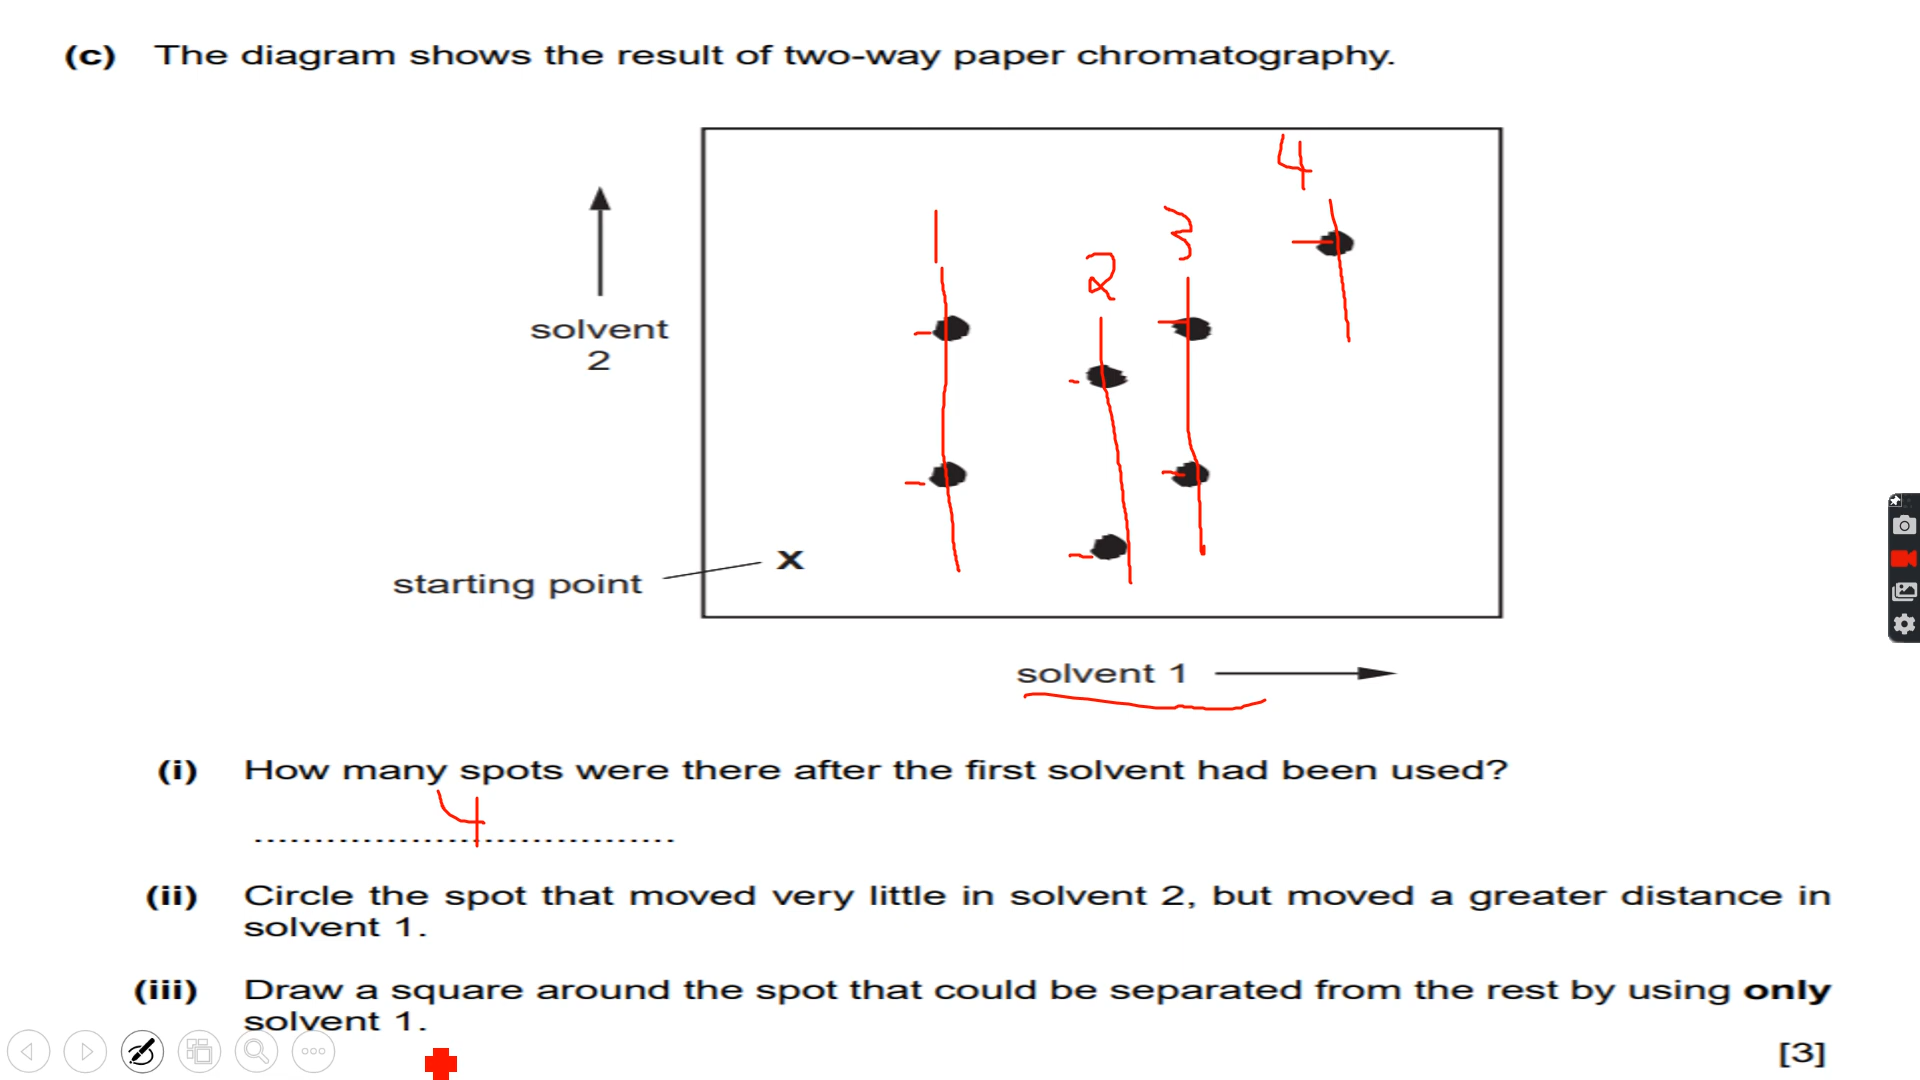 (c) The diagram shows the result of two-way paper chromatography.
4
1
3
2
solvent
2
x
starting point
solvent 1
(i) How many spots were there after the first solvent had been used?
4
(ii) Circle the spot that moved very little in solvent 2, but moved a greater distance in
solvent 1.
(iii) Draw a square around the spot that could be separated from the rest by using only
solvent 1.
[3]